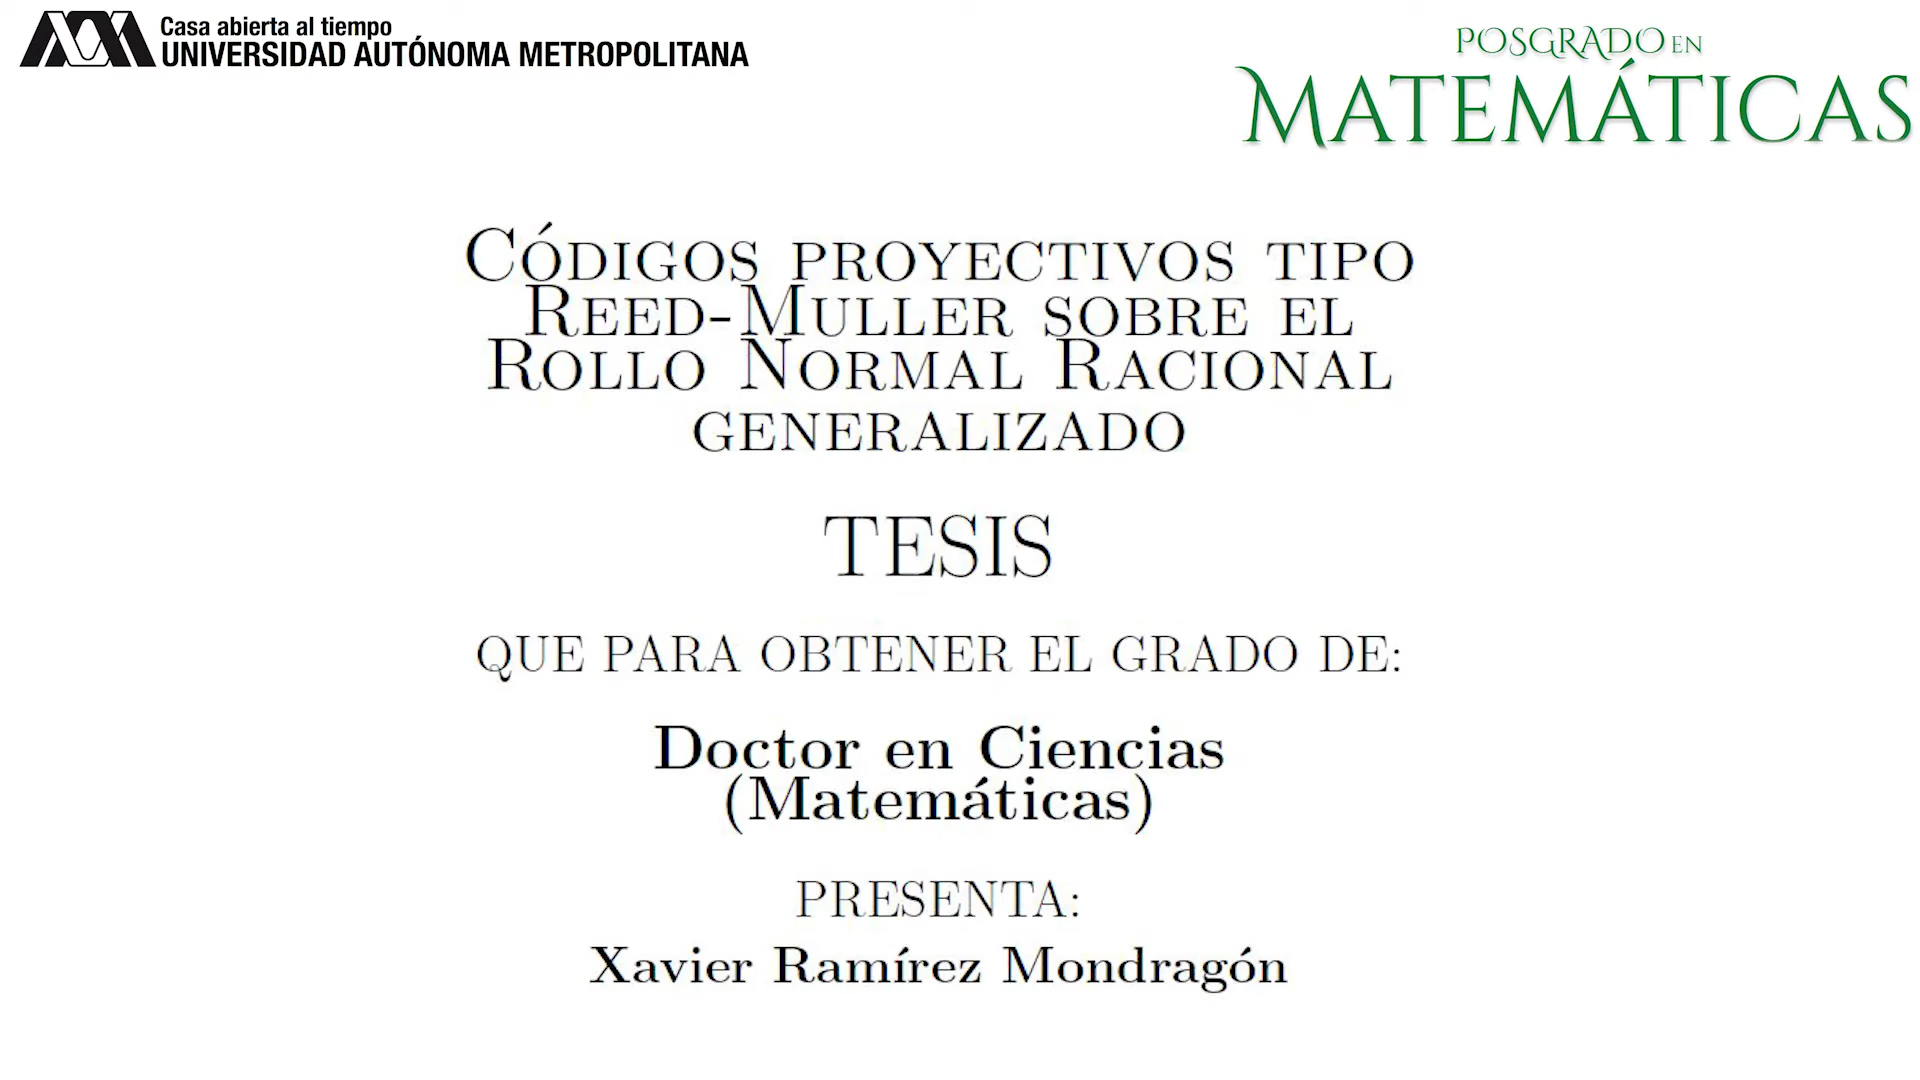 Casa abierta al tiempo
UNIVERSIDAD AUTÓNOMA METROPOLITANA
POSGRADO EN
MATEMÁTICAS
CÓDIGOS PROYECTIVOS TIPO
REED-MULLER SOBRE EL
ROLLO NORMAL RACIONAL
GENERALIZADO
TESIS
QUE PARA OBTENER EL GRADO DE:
Doctor en Ciencias
(Matemáticas)
PRESENTA:
Xavier Ramírez Mondragón